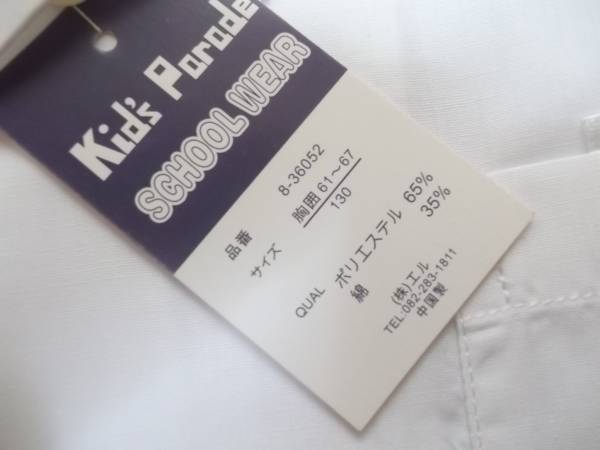 Kid's Parade
SCHOOL WEAR
品番 8-36052
サイズ 胸囲 61〜67
130
QUAL ポリエステル 65%
綿 35%
(株)エル
TEL:082-283-1811
中国製